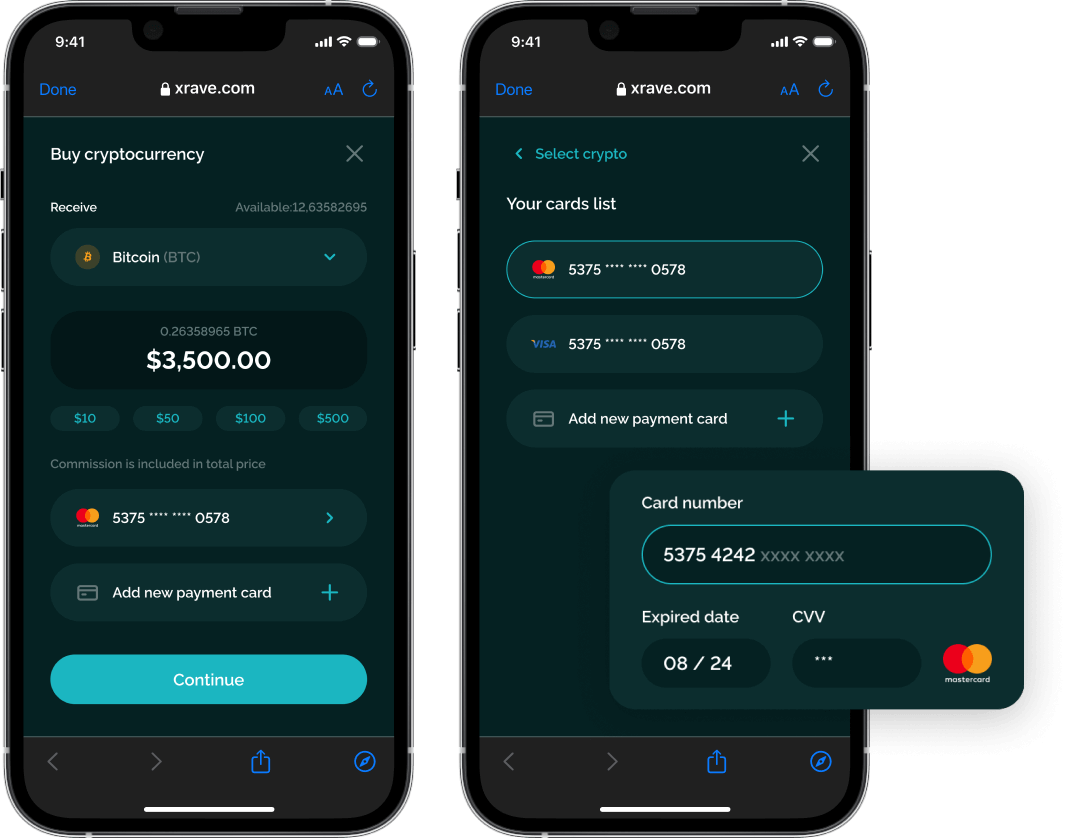 9:41
Done xrave.com AA
Buy cryptocurrency
Receive Available:12,63582695
Bitcoin (BTC)
0.26358965 BTC
$3,500.00
$10 $50 $100 $500
Commission is included in total price
mastercard 5375 **** **** 0578
Add new payment card
Continue
9:41
Done xrave.com AA
Select crypto
Your cards list
mastercard 5375 **** **** 0578
VISA 5375 **** **** 0578
Add new payment card
Card number
5375 4242 xxxx xxxx
Expired date CVV
08 / 24 ***
mastercard